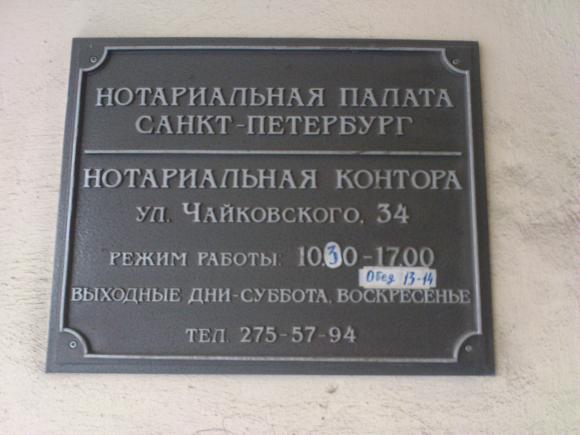 НОТАРИАЛЬНАЯ ПАЛАТА
САНКТ-ПЕТЕРБУРГ
НОТАРИАЛЬНАЯ КОНТОРА
УЛ. ЧАЙКОВСКОГО, 34
РЕЖИМ РАБОТЫ: 10.30-17.00
Обед 13-14
ВЫХОДНЫЕ ДНИ-СУББОТА, ВОСКРЕСЕНЬЕ
ТЕЛ. 275-57-94